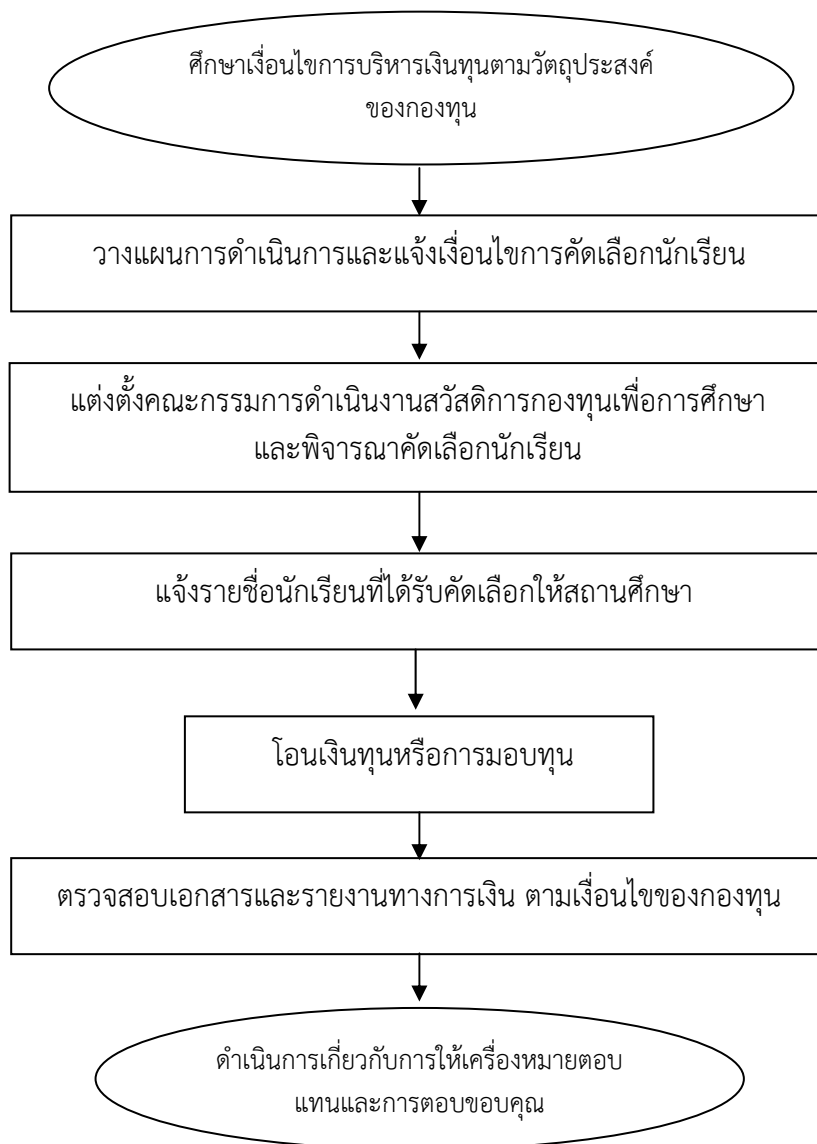 ศึกษาเงื่อนไขการบริหารเงินทุนตามวัตถุประสงค์
ของกองทุน
วางแผนการดำเนินการและแจ้งเงื่อนไขการคัดเลือกนักเรียน
แต่งตั้งคณะกรรมการดำเนินงานสวัสดิการกองทุนเพื่อการศึกษา
และพิจารณาคัดเลือกนักเรียน
แจ้งรายชื่อนักเรียนที่ได้รับคัดเลือกให้สถานศึกษา
โอนเงินทุนหรือการมอบทุน
ตรวจสอบเอกสารและรายงานทางการเงิน ตามเงื่อนไขของกองทุน
ดำเนินการเกี่ยวกับการให้เครื่องหมายตอบ
แทนและการตอบขอบคุณ